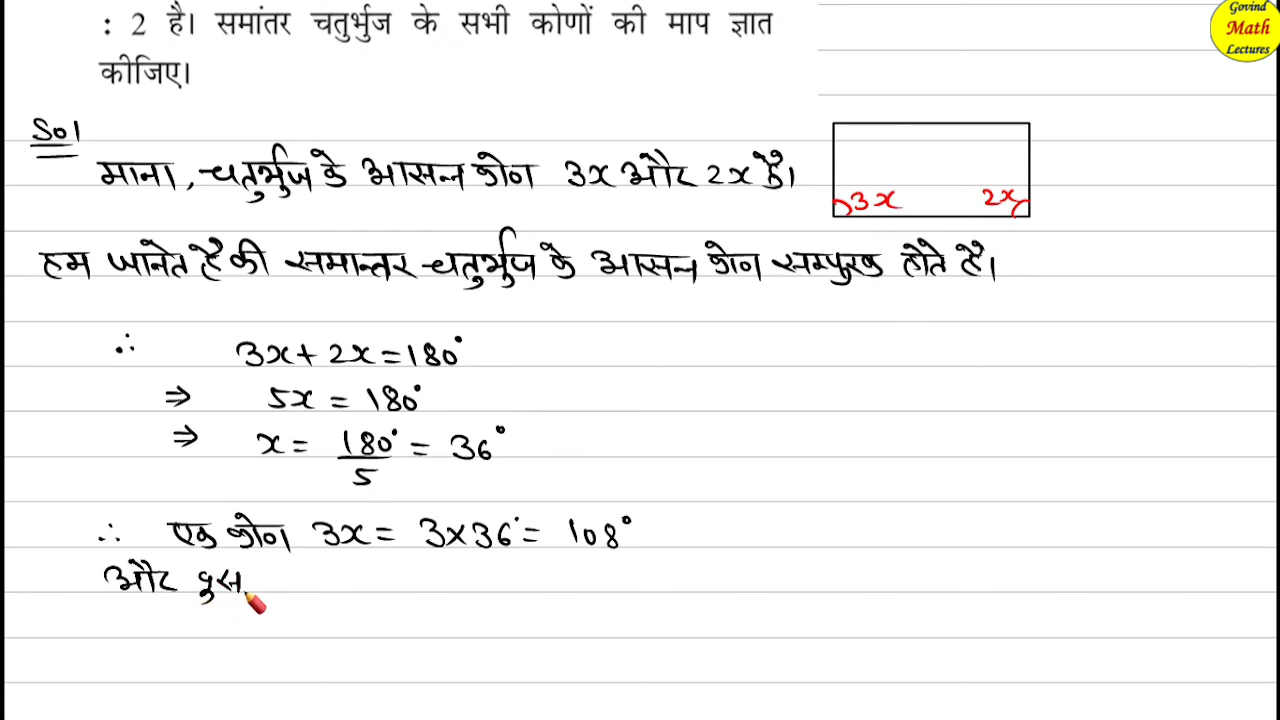 : 2 है। समांतर चतुर्भुज के सभी कोणों की माप ज्ञात
कीजिए।
Govind
Math
Lectures
Sol
माना, चतुर्भुज के आसन्न कोण 3x और 2x है।
3x 2x
हम जानते है की समान्तर चतुर्भुज के आसन्न कोण सम्पुरक होते है।
∴ 3x + 2x = 180°
⇒ 5x = 180°
⇒ x = 180°/5 = 36°
∴ एक कोण 3x = 3×36° = 108°
और दुस